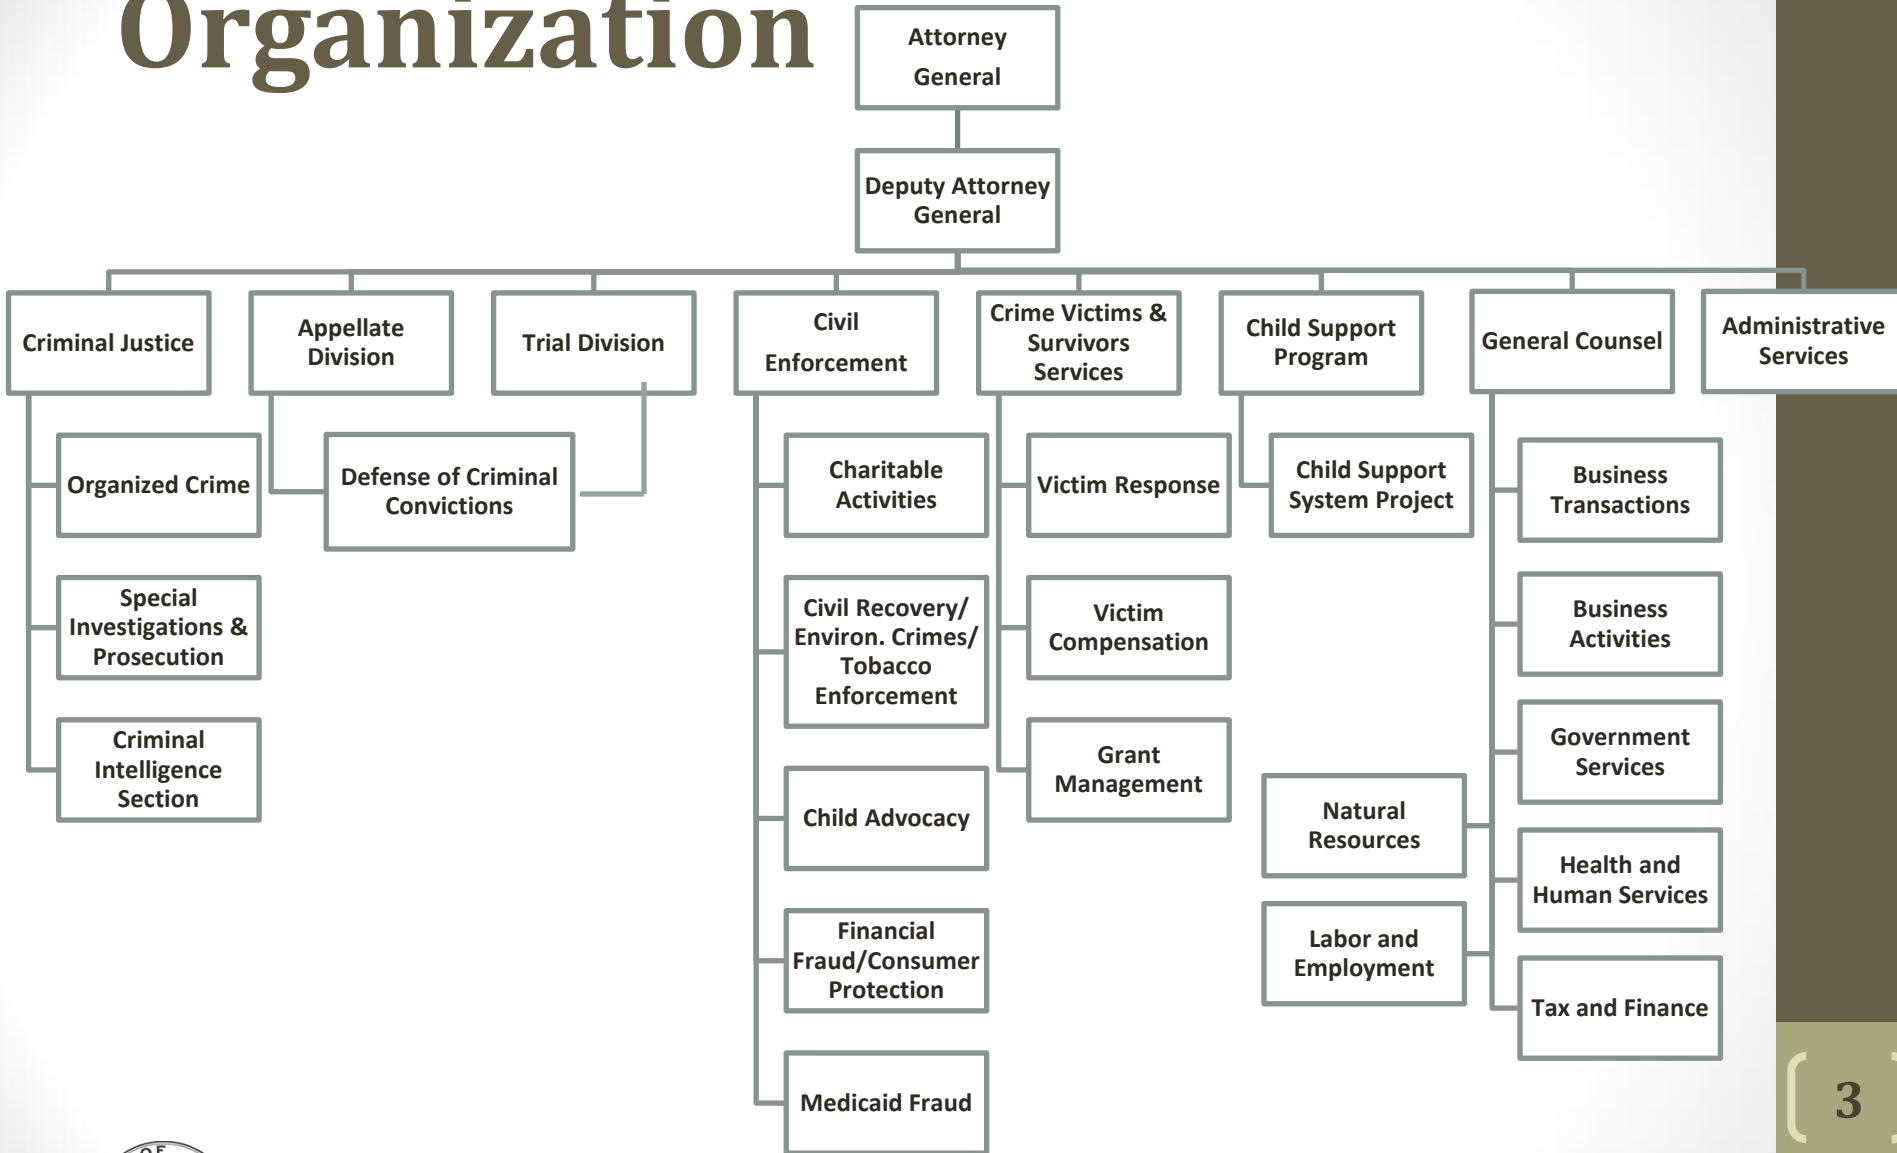 Organization
Attorney
General
Deputy Attorney
General
Criminal Justice
Appellate
Division
Trial Division
Civil
Enforcement
Crime Victims &
Survivors
Services
Child Support
Program
General Counsel
Administrative
Services
Organized Crime
Special
Investigations &
Prosecution
Criminal
Intelligence
Section
Defense of Criminal
Convictions
Charitable
Activities
Civil Recovery/
Environ. Crimes/
Tobacco
Enforcement
Child Advocacy
Financial
Fraud/Consumer
Protection
Medicaid Fraud
Victim Response
Victim
Compensation
Grant
Management
Child Support
System Project
Business
Transactions
Business
Activities
Government
Services
Natural
Resources
Health and
Human Services
Labor and
Employment
Tax and Finance
3
OF